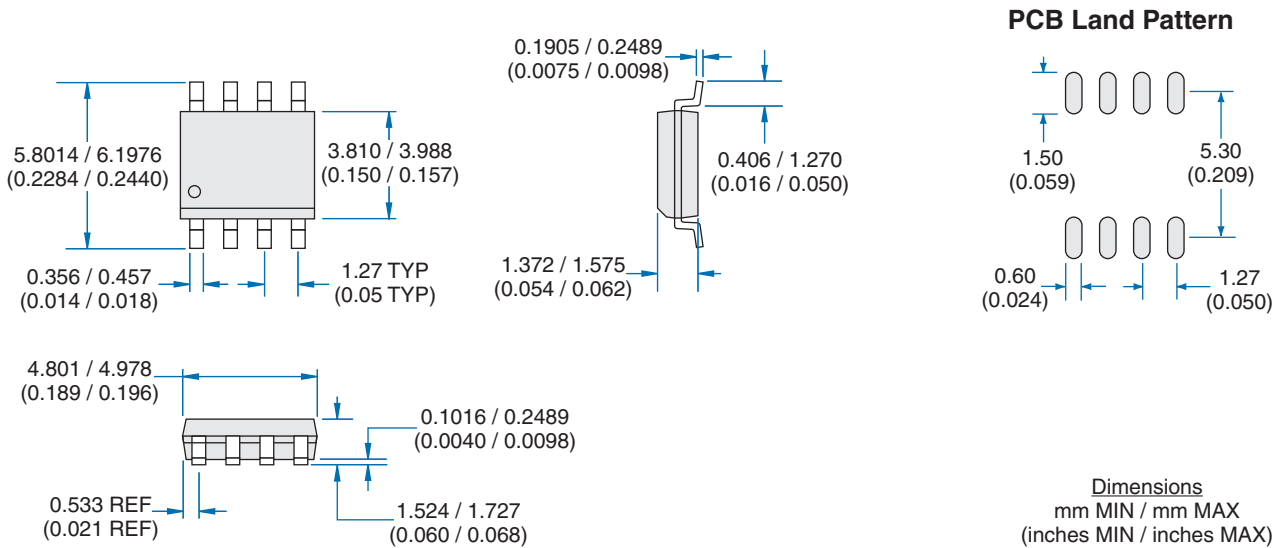 PCB Land Pattern
0.1905 / 0.2489
(0.0075 / 0.0098)
5.8014 / 6.1976
(0.2284 / 0.2440)
3.810 / 3.988
(0.150 / 0.157)
0.406 / 1.270
(0.016 / 0.050)
1.50
(0.059)
5.30
(0.209)
0.356 / 0.457
(0.014 / 0.018)
1.27 TYP
(0.05 TYP)
1.372 / 1.575
(0.054 / 0.062)
0.60
(0.024)
1.27
(0.050)
4.801 / 4.978
(0.189 / 0.196)
0.1016 / 0.2489
(0.0040 / 0.0098)
0.533 REF
(0.021 REF)
1.524 / 1.727
(0.060 / 0.068)
Dimensions
mm MIN / mm MAX
(inches MIN / inches MAX)